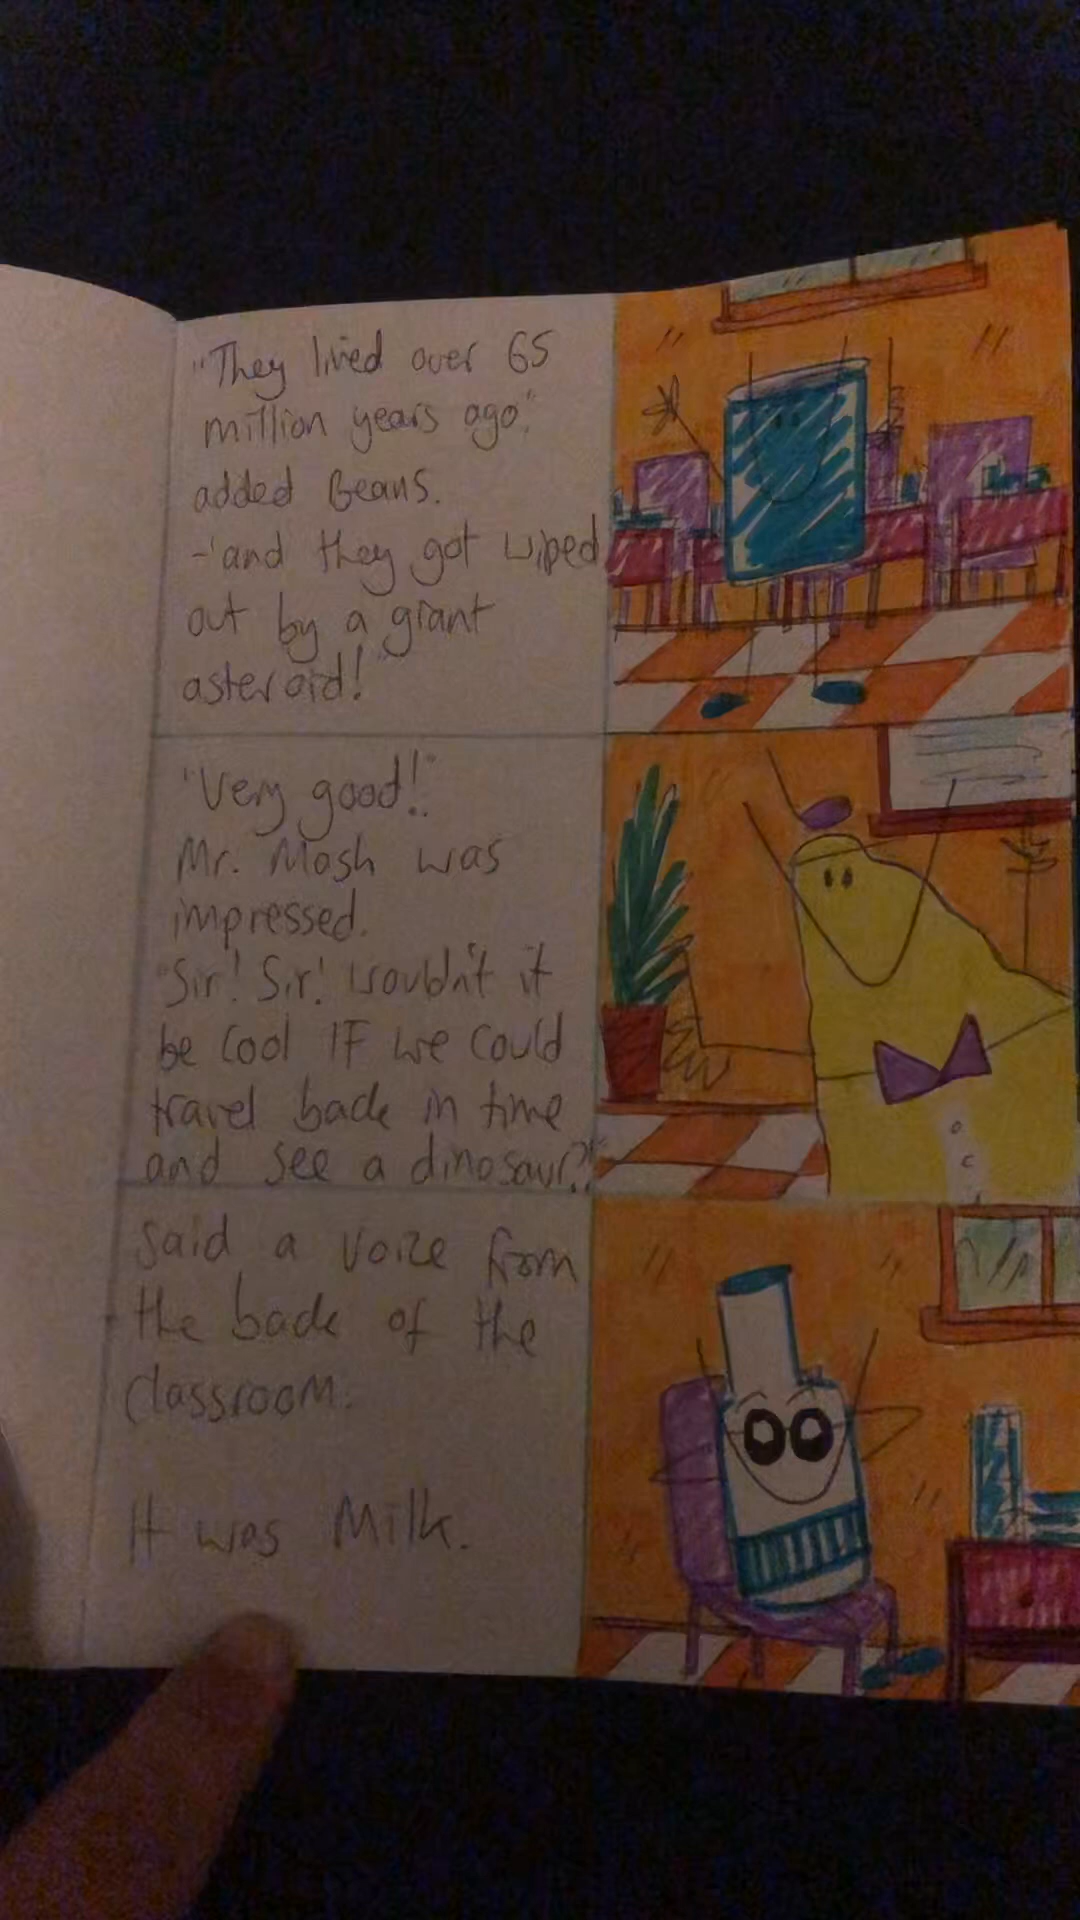 "They lived over 65
million years ago",
added Beans.
-'and they got wiped
out by a giant
asteroid!"
"Very good!"
Mr. Mash was
impressed.
"Sir! Sir! Wouldn't it
be cool IF we could
travel back in time
and see a dinosaur?!"
said a voice from
the back of the
classroom.
It was Milk.